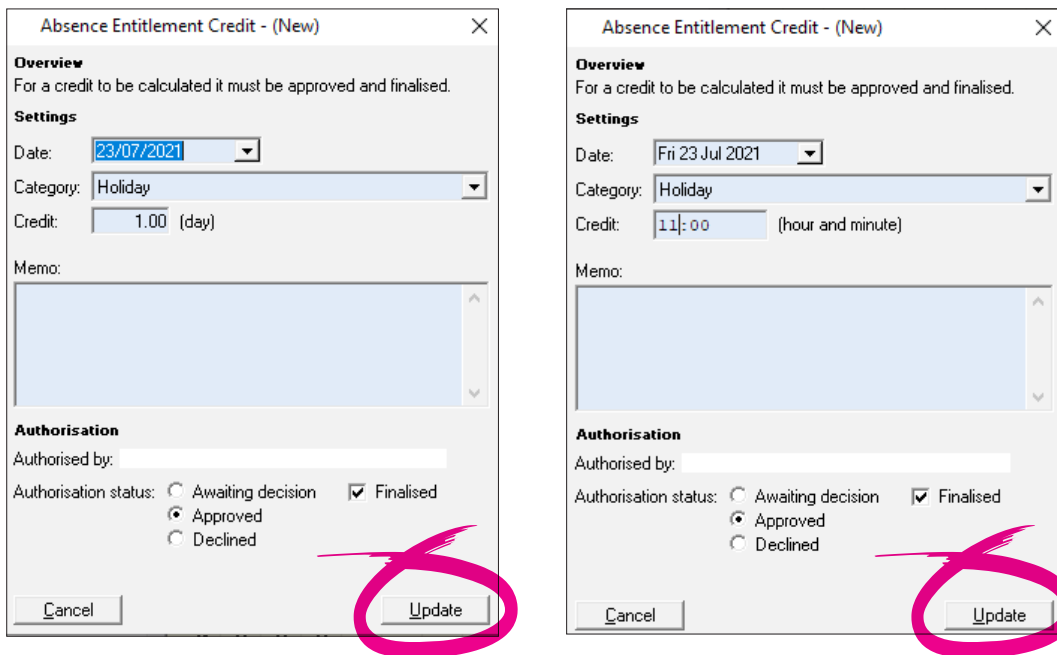 Absence Entitlement Credit - (New)
Overview
For a credit to be calculated it must be approved and finalised.
Settings
Date: 23/07/2021
Category: Holiday
Credit: 1.00 (day)
Memo:
Authorisation
Authorised by:
Authorisation status: Awaiting decision Finalised
Approved
Declined
Cancel Update
Absence Entitlement Credit - (New)
Overview
For a credit to be calculated it must be approved and finalised.
Settings
Date: Fri 23 Jul 2021
Category: Holiday
Credit: 11:00 (hour and minute)
Memo:
Authorisation
Authorised by:
Authorisation status: Awaiting decision Finalised
Approved
Declined
Cancel Update